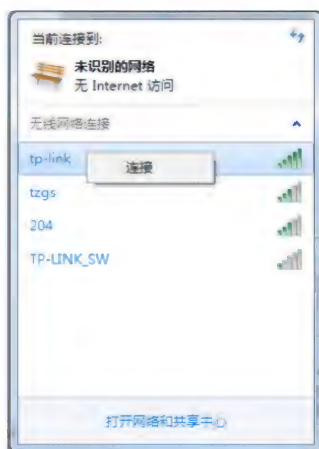 当前连接到:
未识别的网络
无 Internet 访问
无线网络连接
tp-link
连接
tzgs
204
TP-LINK_SW
打开网络和共享中心